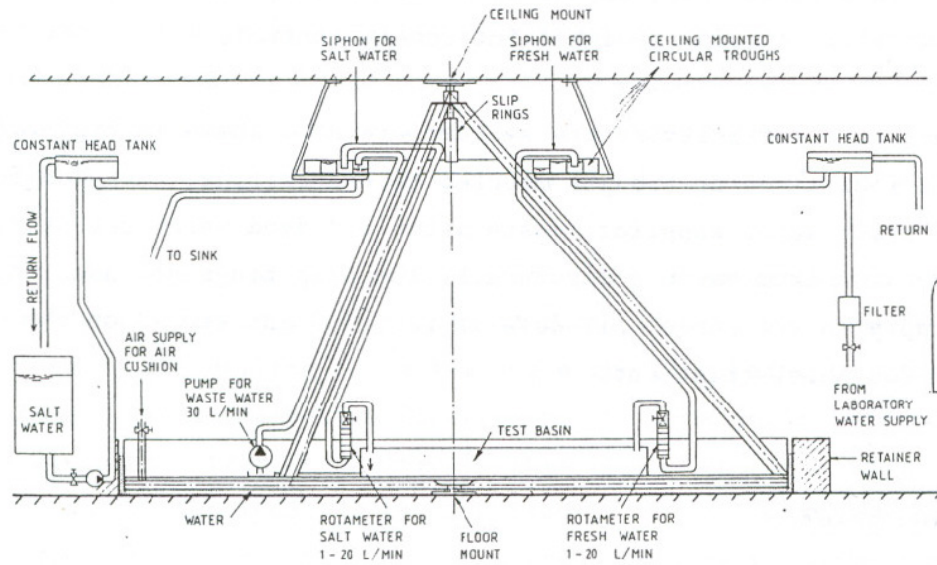 CEILING MOUNT
SIPHON FOR
SALT WATER
SIPHON FOR
FRESH WATER
CEILING MOUNTED
CIRCULAR TROUGHS
SLIP
RINGS
CONSTANT HEAD TANK
CONSTANT HEAD TANK
RETURN FLOW
TO SINK
RETURN
FILTER
AIR SUPPLY
FOR AIR
CUSHION
SALT
WATER
PUMP FOR
WASTE WATER
30 L/MIN
FROM
LABORATORY
WATER SUPPLY
TEST BASIN
RETAINER
WALL
WATER
ROTAMETER FOR
SALT WATER
1-20 L/MIN
FLOOR
MOUNT
ROTAMETER FOR
FRESH WATER
1-20 L/MIN